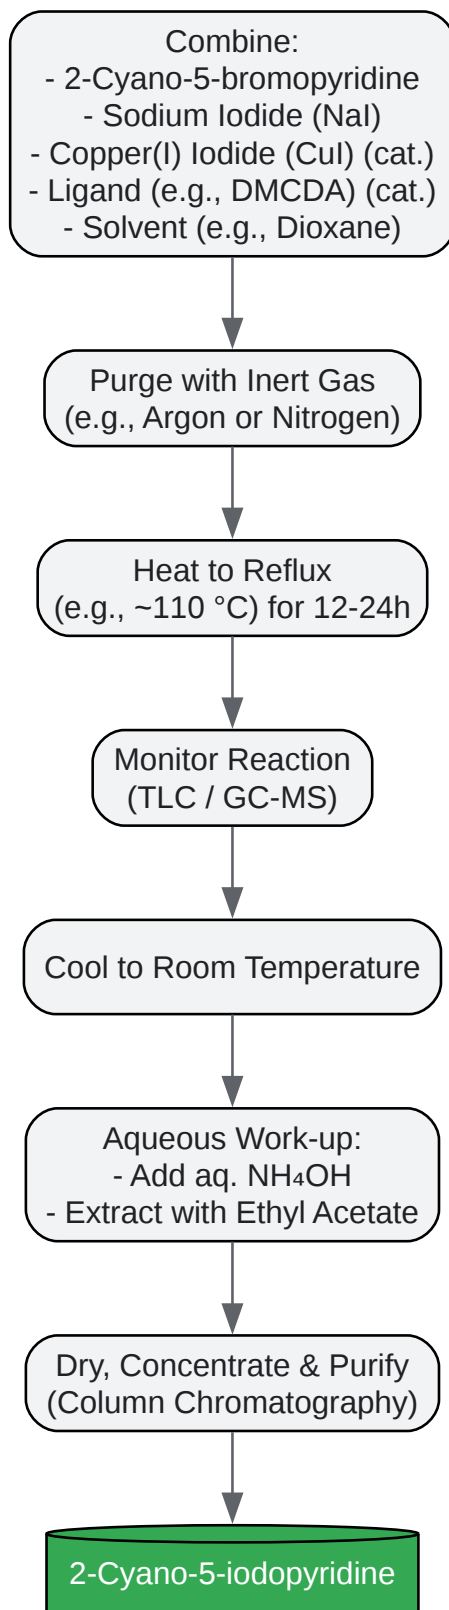 Combine:
- 2-Cyano-5-bromopyridine
- Sodium Iodide (NaI)
- Copper(I) Iodide (CuI) (cat.)
- Ligand (e.g., DMCDA) (cat.)
- Solvent (e.g., Dioxane)
Purge with Inert Gas
(e.g., Argon or Nitrogen)
Heat to Reflux
(e.g., ~110 °C) for 12-24h
Monitor Reaction
(TLC / GC-MS)
Cool to Room Temperature
Aqueous Work-up:
- Add aq. NH₄OH
- Extract with Ethyl Acetate
Dry, Concentrate & Purify
(Column Chromatography)
2-Cyano-5-iodopyridine